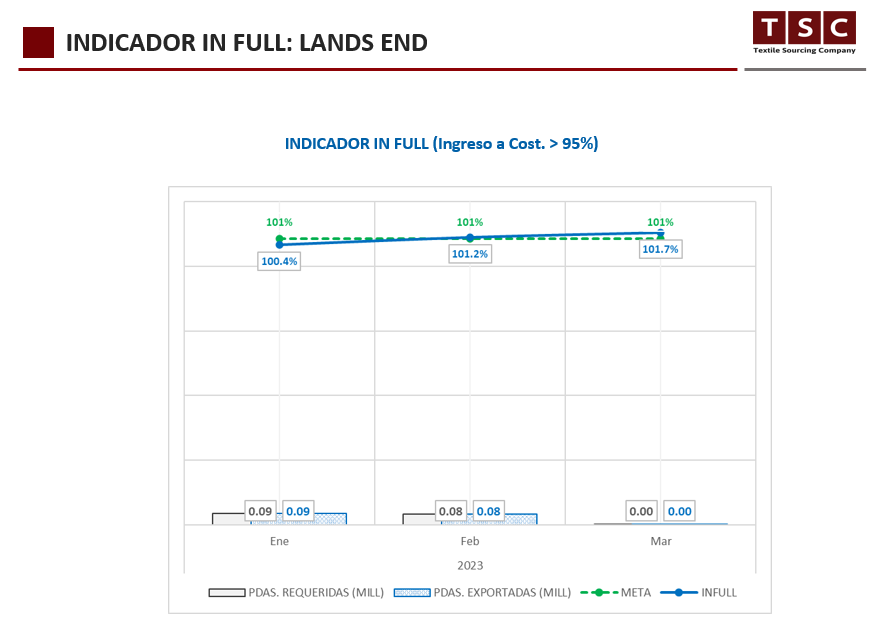 INDICADOR IN FULL: LANDS END
T S C
Textile Sourcing Company
INDICADOR IN FULL (Ingreso a Cost. > 95%)
101% 101% 101%
100.4% 101.2% 101.7%
0.09 0.09 0.08 0.08 0.00 0.00
Ene Feb Mar
2023
PDAS. REQUERIDAS (MILL) PDAS. EXPORTADAS (MILL) META INFULL